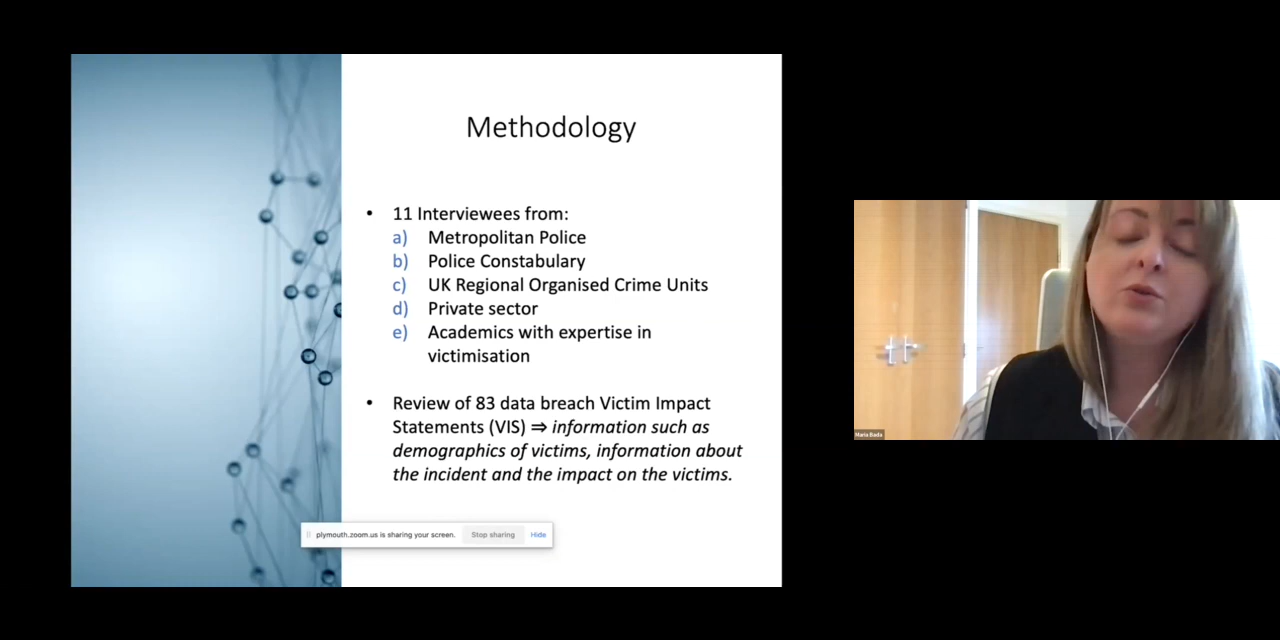 Methodology
• 11 Interviewees from:
a) Metropolitan Police
b) Police Constabulary
c) UK Regional Organised Crime Units
d) Private sector
e) Academics with expertise in
victimisation
• Review of 83 data breach Victim Impact
Statements (VIS) ⇒ information such as
demographics of victims, information about
the incident and the impact on the victims.
plymouth.zoom.us is sharing your screen. Stop sharing Hide
Maria Bada